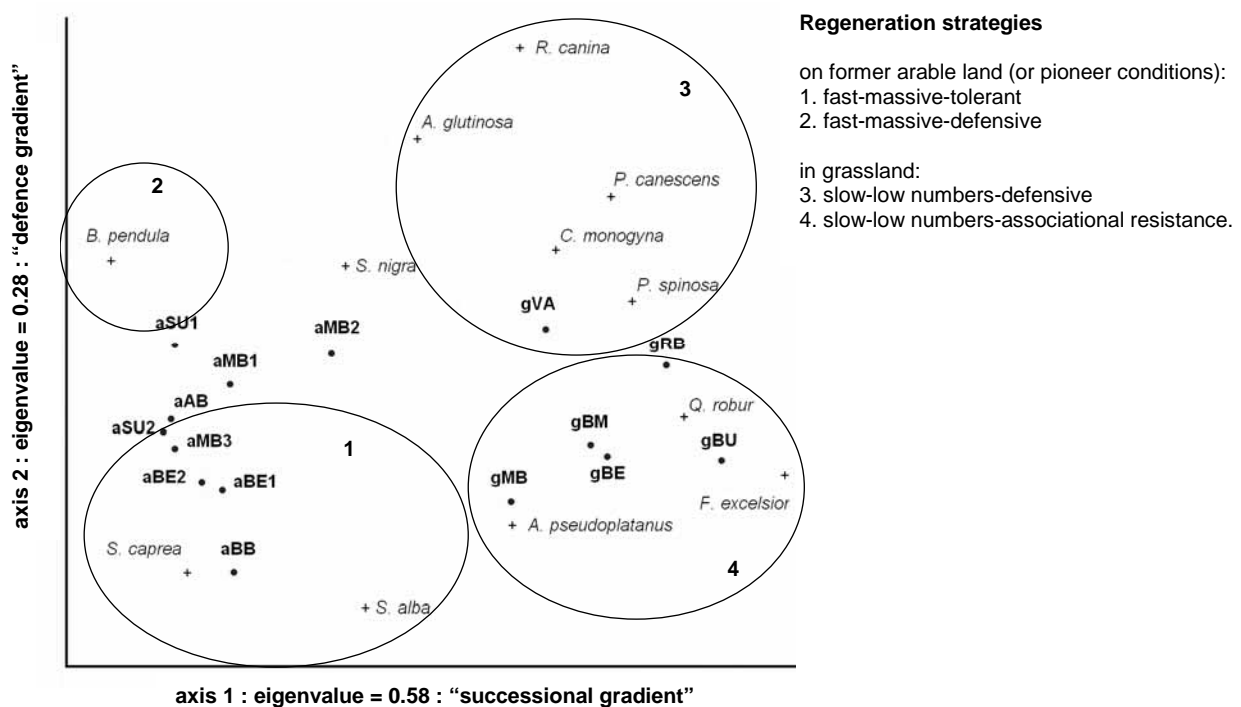 axis 2 : eigenvalue = 0.28 : “defence gradient”
R. canina
3
A. glutinosa
2
P. canescens
B. pendula
C. monogyna
S. nigra
P. spinosa
gVA
aSU1
aMB2
gRB
aMB1
aAB
Q. robur
aSU2
gBM
1
aMB3
gBU
gBE
aBE2
aBE1
gMB
F. excelsior
A. pseudoplatanus
S. caprea
aBB
4
S. alba
axis 1 : eigenvalue = 0.58 : “successional gradient”
Regeneration strategies
on former arable land (or pioneer conditions):
1. fast-massive-tolerant
2. fast-massive-defensive
in grassland:
3. slow-low numbers-defensive
4. slow-low numbers-associational resistance.